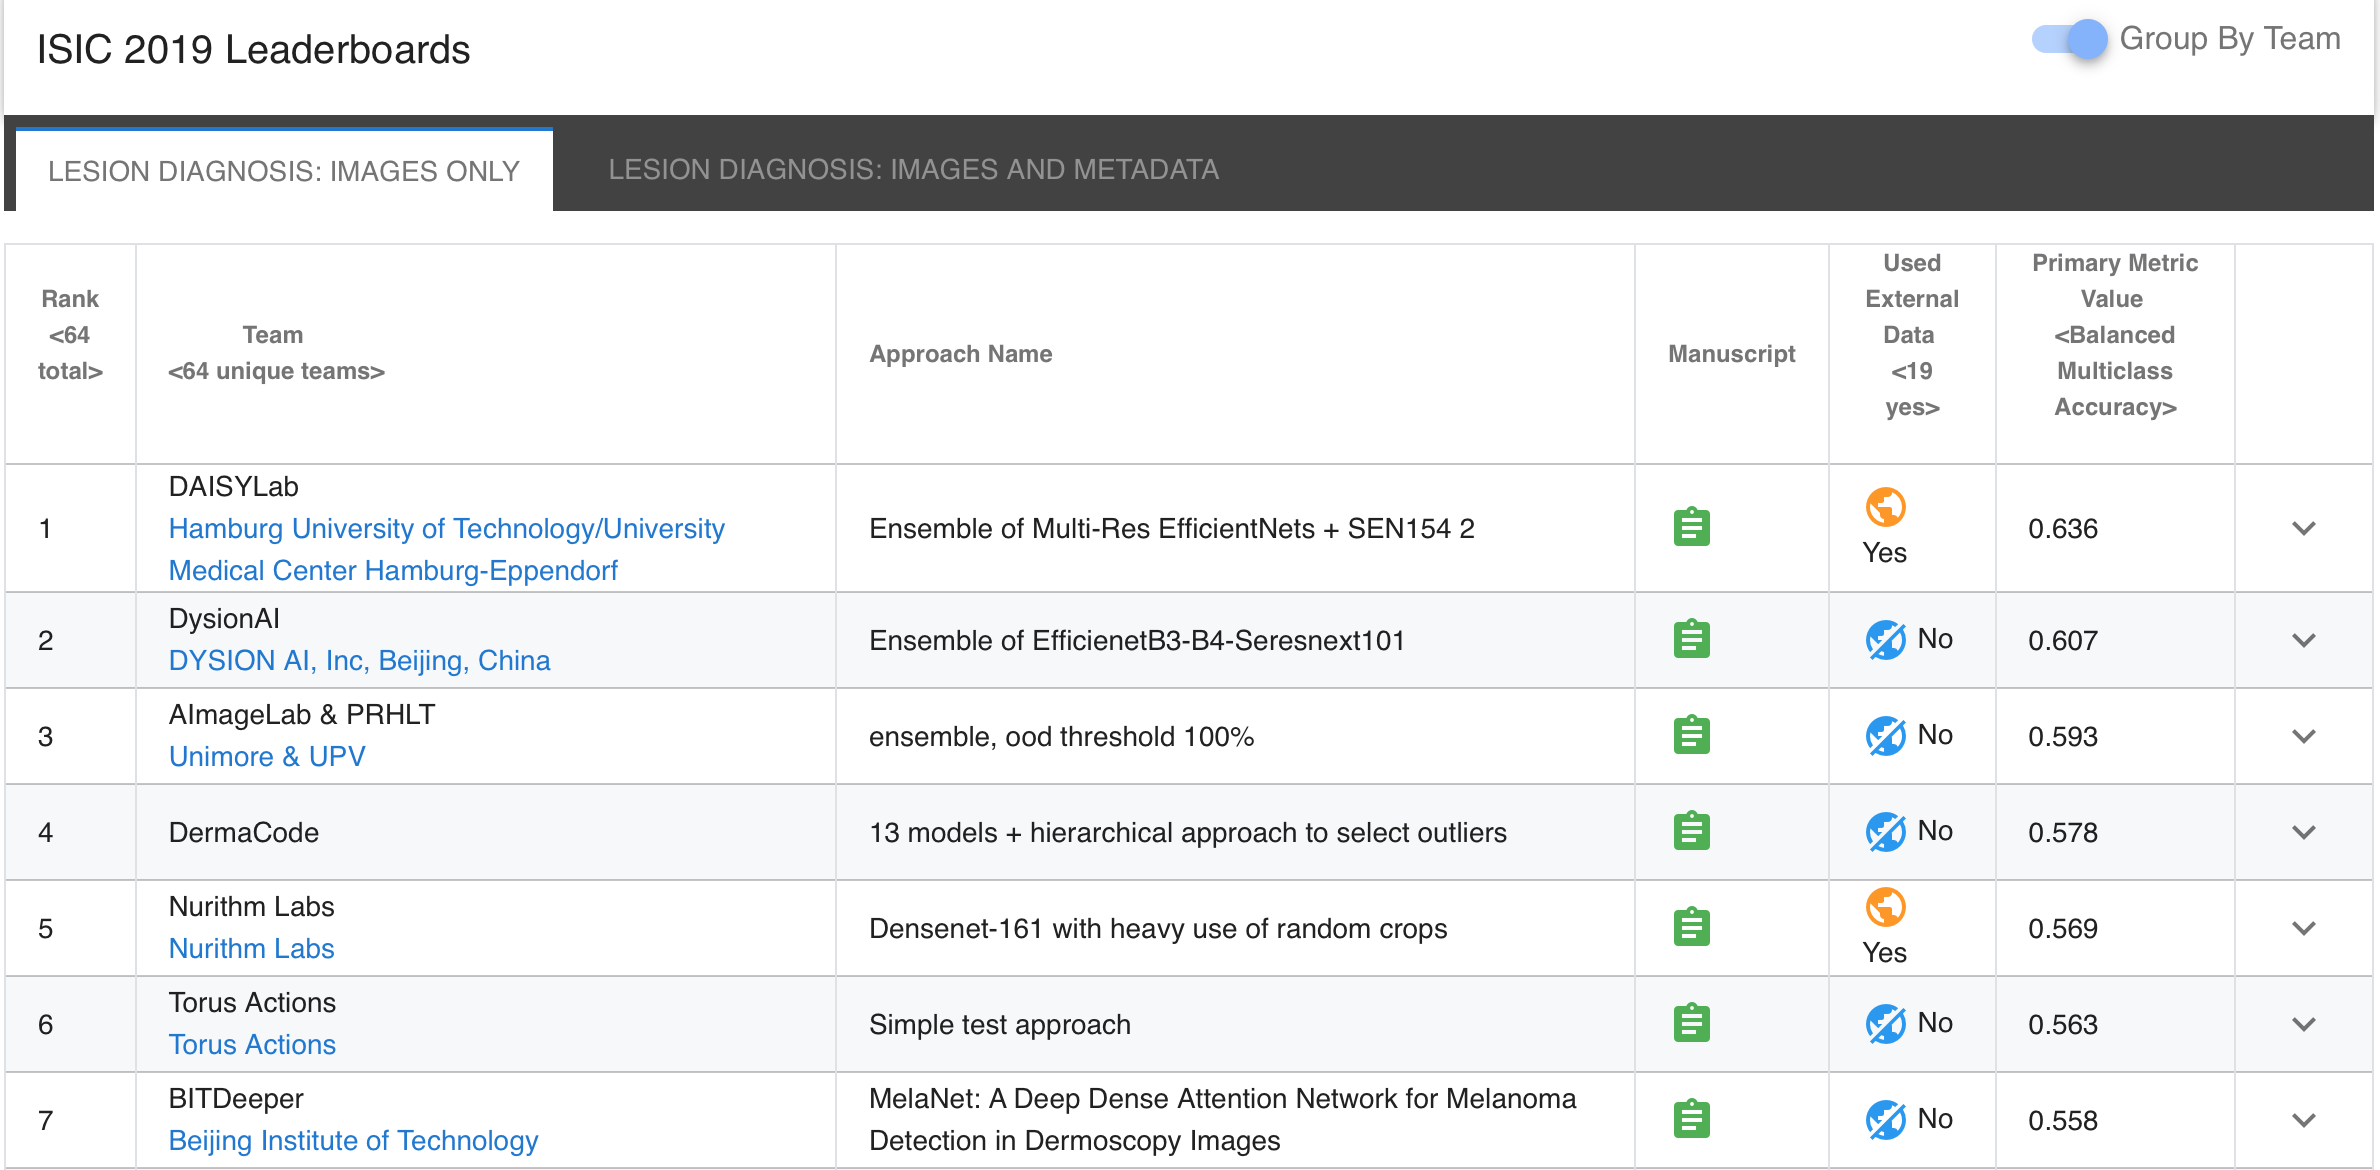 ISIC 2019 Leaderboards
Group By Team
LESION DIAGNOSIS: IMAGES ONLY
LESION DIAGNOSIS: IMAGES AND METADATA
Rank
<64
total>
Team
<64 unique teams>
Approach Name
Manuscript
Used
External
Data
<19
yes>
Primary Metric
Value
<Balanced
Multiclass
Accuracy>
1
DAISYLab
Hamburg University of Technology/University
Medical Center Hamburg-Eppendorf
Ensemble of Multi-Res EfficientNets + SEN154 2
Yes
0.636
2
DysionAI
DYSION AI, Inc, Beijing, China
Ensemble of EfficienetB3-B4-Seresnext101
No
0.607
3
AImageLab & PRHLT
Unimore & UPV
ensemble, ood threshold 100%
No
0.593
4
DermaCode
13 models + hierarchical approach to select outliers
No
0.578
5
Nurithm Labs
Nurithm Labs
Densenet-161 with heavy use of random crops
Yes
0.569
6
Torus Actions
Torus Actions
Simple test approach
No
0.563
7
BITDeeper
Beijing Institute of Technology
MelaNet: A Deep Dense Attention Network for Melanoma
Detection in Dermoscopy Images
No
0.558